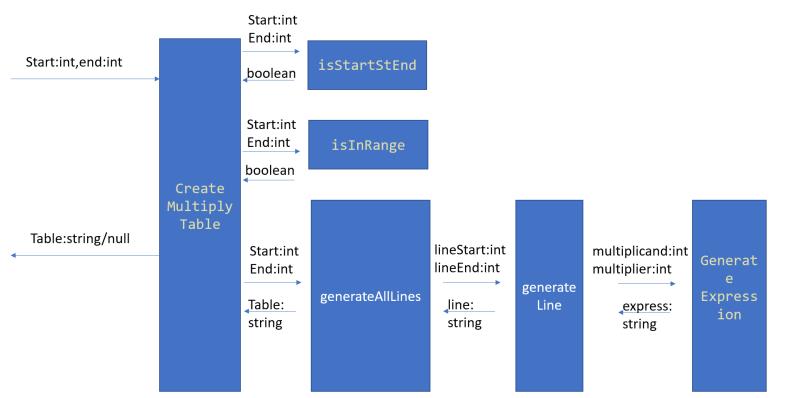 Start:int,end:int
Create
Multiply
Table
Table:string/null
Start:int
End:int
boolean
isStartStEnd
Start:int
End:int
boolean
isInRange
Start:int
End:int
Table:
string
generateAllLines
lineStart:int
lineEnd:int
line:
string
generate
Line
multiplicand:int
multiplier:int
express:
string
Generat
e
Express
ion